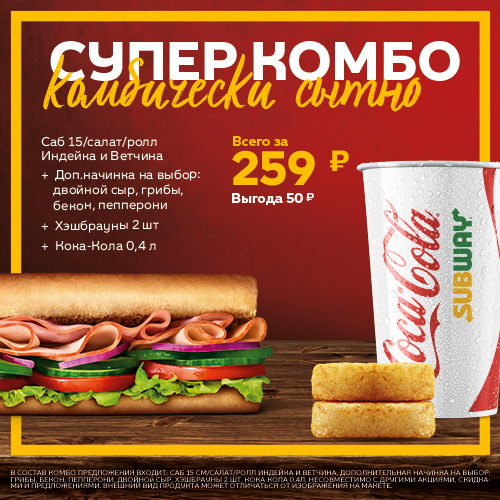 СУПЕР КОМБО
комбически сытно
Саб 15/салат/ролл
Индейка и Ветчина
+ Доп.начинка на выбор:
двойной сыр, грибы,
бекон, пепперони
+ Хэшбрауны 2 шт
+ Кока-Кола 0,4 л
Всего за
259 ₽
Выгода 50 ₽
Coca-Cola
SUBWAY
В СОСТАВ КОМБО ПРЕДЛОЖЕНИЯ ВХОДИТ: САБ 15 СМ/САЛАТ/РОЛЛ ИНДЕЙКА И ВЕТЧИНА, ДОПОЛНИТЕЛЬНАЯ НАЧИНКА НА ВЫБОР:
ГРИБЫ, БЕКОН, ПЕППЕРОНИ, ДВОЙНОЙ СЫР, ХЭШБРАУНЫ 2 ШТ, КОКА-КОЛА 0,4Л. НЕСОВМЕСТИМО С ДРУГИМИ АКЦИЯМИ, СКИДКА
МИ И ПРЕДЛОЖЕНИЯМИ. ВНЕШНИЙ ВИД ПРОДУКТА МОЖЕТ ОТЛИЧАТЬСЯ ОТ ИЗОБРАЖЕНИЯ НА МАКЕТЕ.